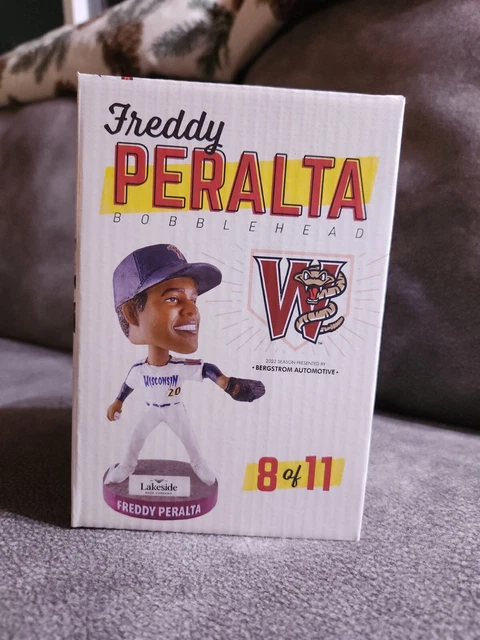 Freddy
PERALTA
BOBBLEHEAD
W
2022 SEASON PRESENTED BY
• BERGSTROM AUTOMOTIVE •
WISCONSIN
20
8 of 11
Lakeside
FREDDY PERALTA